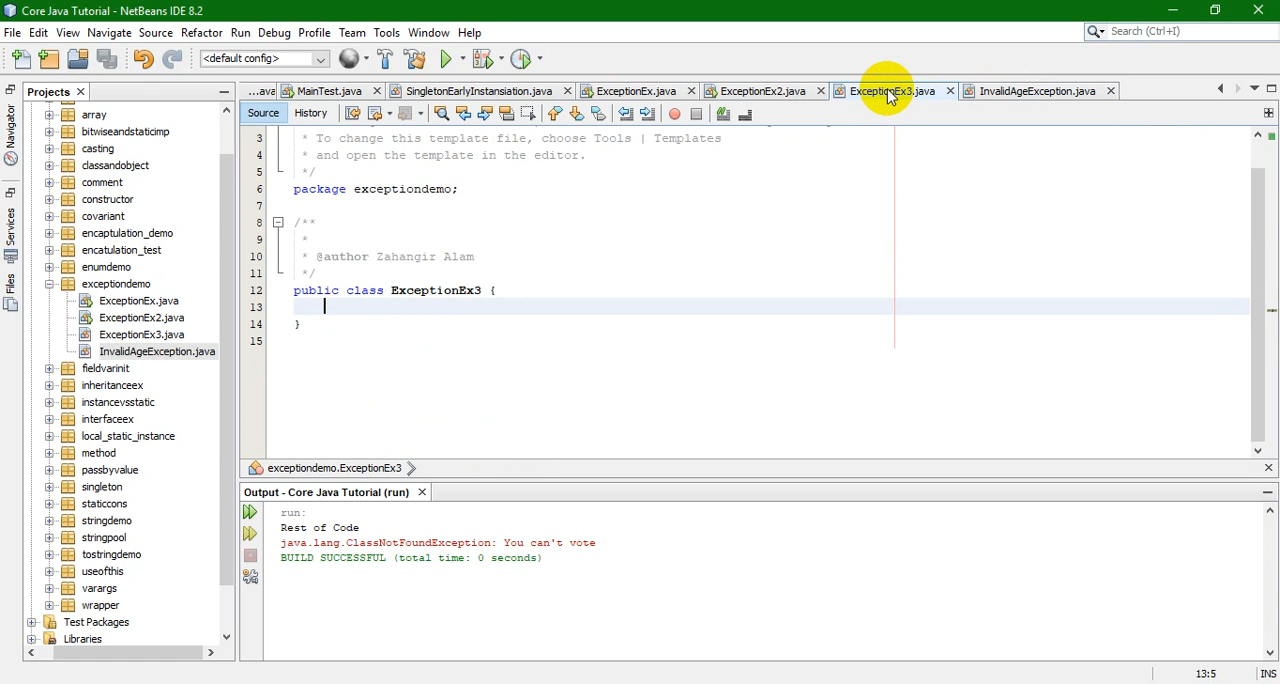 Core Java Tutorial - NetBeans IDE 8.2
File Edit View Navigate Source Refactor Run Debug Profile Team Tools Window Help
Search (Ctrl+I)
<default config>
Projects
...ava MainTest.java SingletonEarlyInstansiation.java ExceptionEx.java ExceptionEx2.java ExceptionEx3.java InvalidAgeException.java
Source History
Navigator
Services
Files
array
bitwiseandstaticimp
casting
classandobject
comment
constructor
covariant
encaptulation_demo
encatulation_test
enumdemo
exceptiondemo
ExceptionEx.java
ExceptionEx2.java
ExceptionEx3.java
InvalidAgeException.java
fieldvarinit
inheritanceex
instancevsstatic
interfaceex
local_static_instance
method
passbyvalue
singleton
staticcons
stringdemo
stringpool
tostringdemo
useofthis
varargs
wrapper
Test Packages
Libraries
3 * To change this template file, choose Tools | Templates
4 * and open the template in the editor.
5 */
6 package exceptiondemo;
7
8 /**
9 *
10 * @author Zahangir Alam
11 */
12 public class ExceptionEx3 {
13
14 }
15
exceptiondemo.ExceptionEx3
Output - Core Java Tutorial (run)
run:
Rest of Code
java.lang.ClassNotFoundException: You can't vote
BUILD SUCCESSFUL (total time: 0 seconds)
13:5 INS